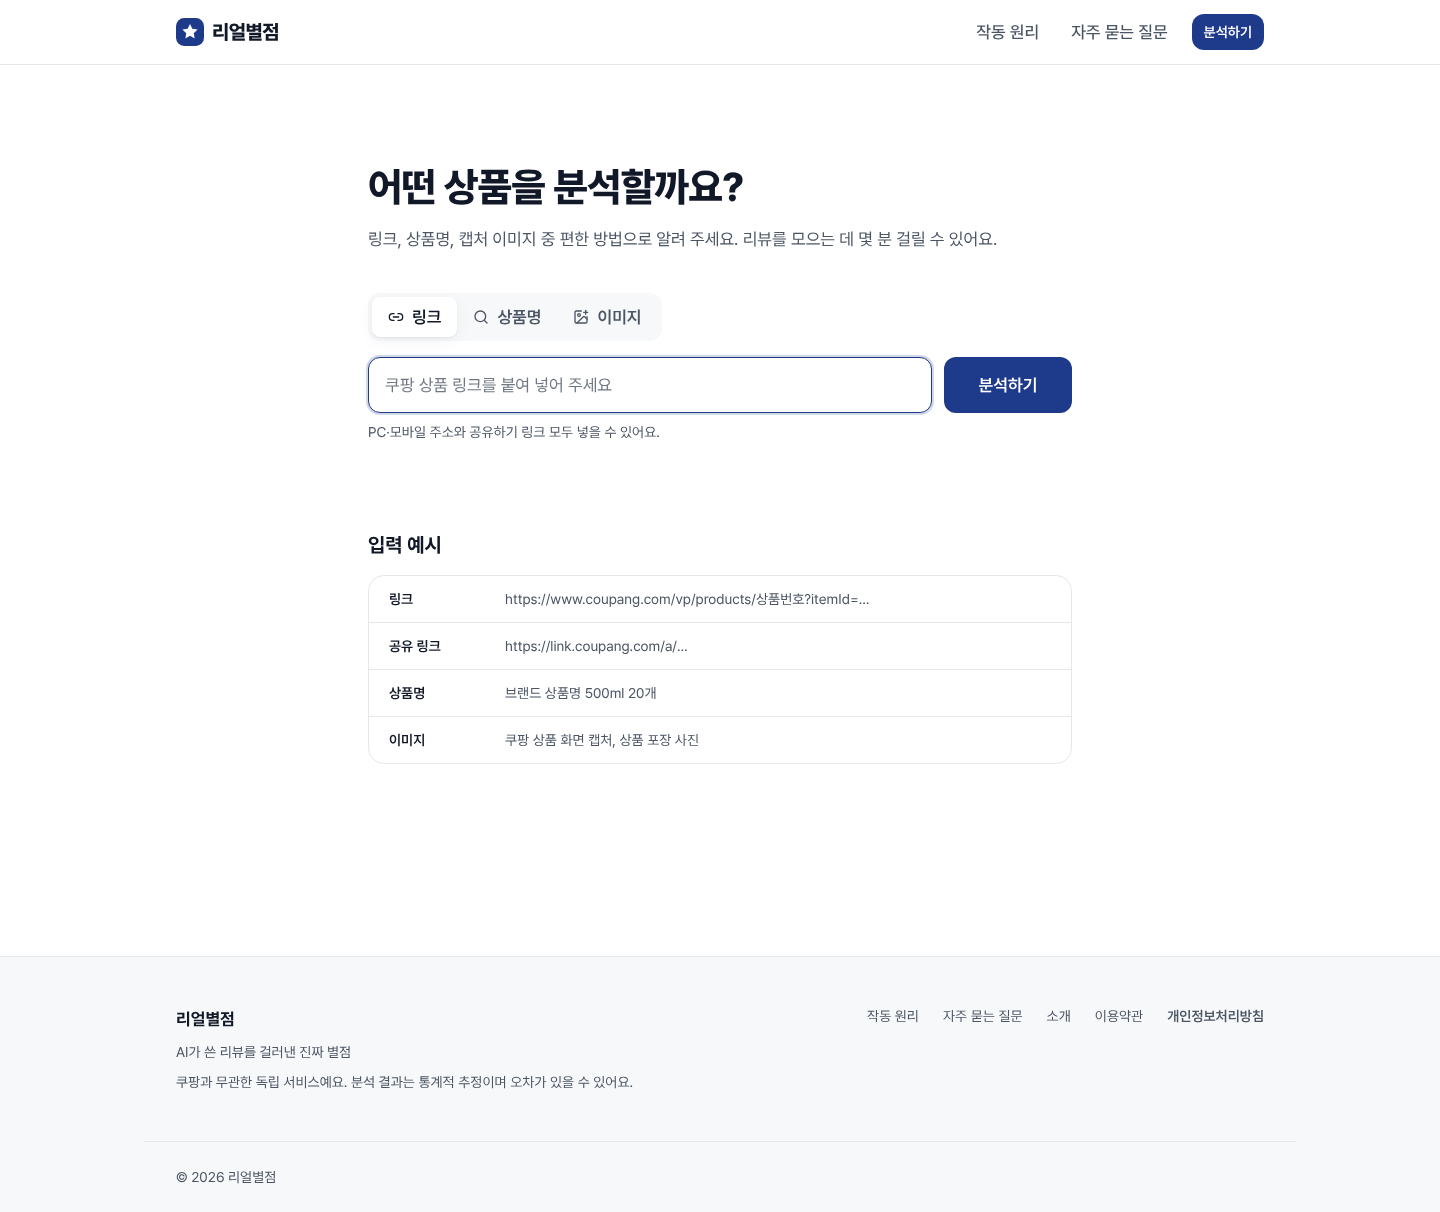 리얼별점
작동 원리
자주 묻는 질문
분석하기
어떤 상품을 분석할까요?
링크, 상품명, 캡처 이미지 중 편한 방법으로 알려 주세요. 리뷰를 모으는 데 몇 분 걸릴 수 있어요.
링크
상품명
이미지
쿠팡 상품 링크를 붙여 넣어 주세요
분석하기
PC·모바일 주소와 공유하기 링크 모두 넣을 수 있어요.
입력 예시
링크 https://www.coupang.com/vp/products/상품번호?itemId=…
공유 링크 https://link.coupang.com/a/…
상품명 브랜드 상품명 500ml 20개
이미지 쿠팡 상품 화면 캡처, 상품 포장 사진
리얼별점
작동 원리
자주 묻는 질문
소개
이용약관
개인정보처리방침
AI가 쓴 리뷰를 걸러낸 진짜 별점
쿠팡과 무관한 독립 서비스예요. 분석 결과는 통계적 추정이며 오차가 있을 수 있어요.
© 2026 리얼별점